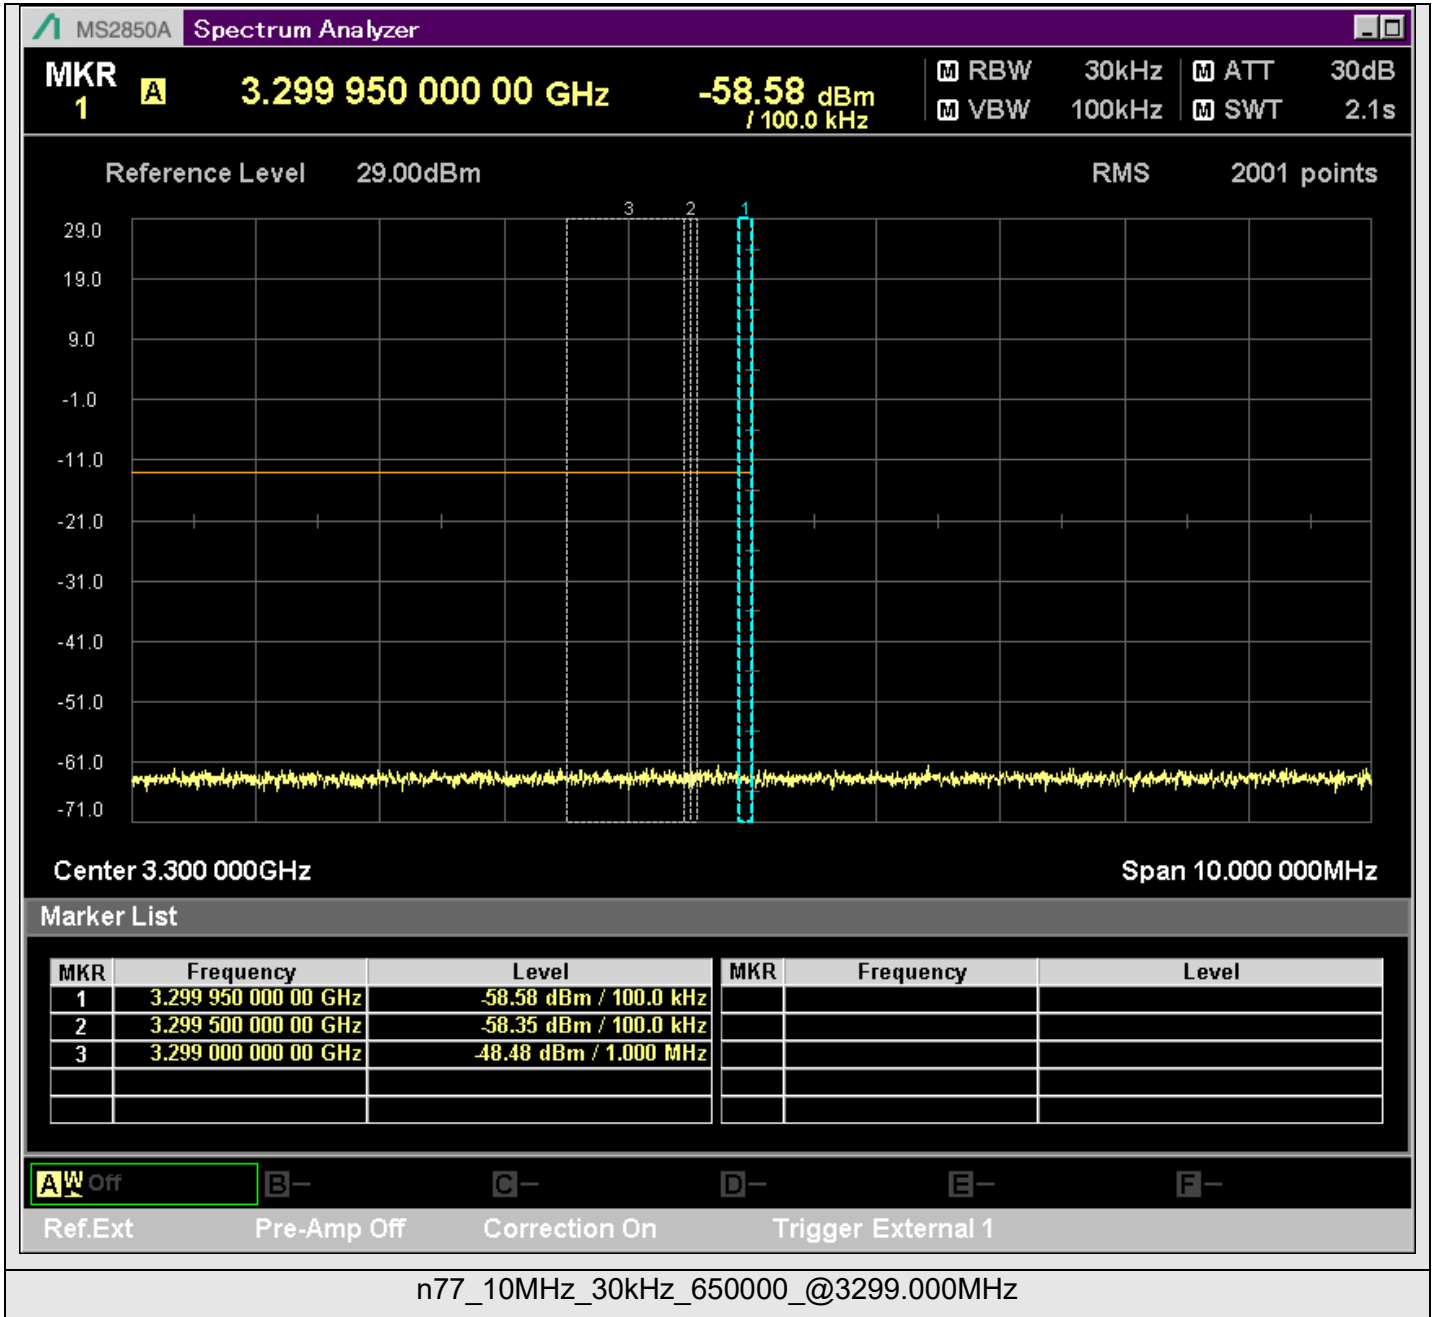 MS2850A Spectrum Analyzer
MKR 1 A 3.299 950 000 00 GHz -58.58 dBm / 100.0 kHz
M RBW 30kHz M ATT 30dB
M VBW 100kHz M SWT 2.1s
Reference Level 29.00dBm RMS 2001 points
3 2 1
29.0
19.0
9.0
-1.0
-11.0
-21.0
-31.0
-41.0
-51.0
-61.0
-71.0
Center 3.300 000GHz Span 10.000 000MHz
Marker List
MKR Frequency Level MKR Frequency Level
1 3.299 950 000 00 GHz -58.58 dBm / 100.0 kHz
2 3.299 500 000 00 GHz -58.35 dBm / 100.0 kHz
3 3.299 000 000 00 GHz -48.48 dBm / 1.000 MHz
A W Off B - C - D - E - F -
Ref.Ext Pre-Amp Off Correction On Trigger External 1
n77_10MHz_30kHz_650000_@3299.000MHz